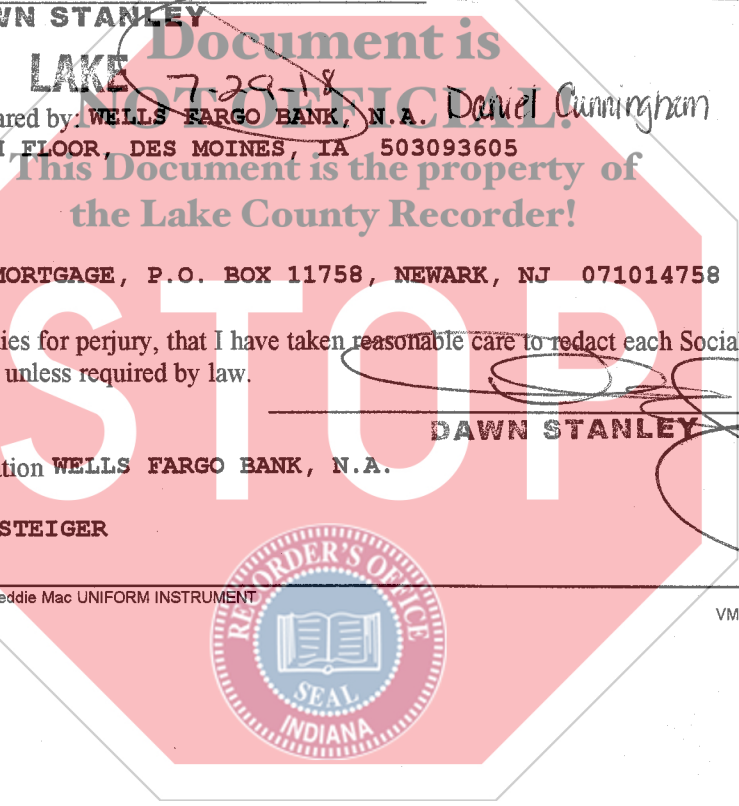 WN STANLEY
Document is
LAKE 7-29-18
NOT OFFICIAL!
ared by: WELLS FARGO BANK, N.A. Daniel Cunningham
FLOOR, DES MOINES, IA 503093605
This Document is the property of
the Lake County Recorder!
MORTGAGE, P.O. BOX 11758, NEWARK, NJ 071014758
STOP
ies for perjury, that I have taken reasonable care to redact each Social
unless required by law.
DAWN STANLEY
tion WELLS FARGO BANK, N.A.
STEIGER
eddie Mac UNIFORM INSTRUMENT
VM
RECORDER'S OFFICE
SEAL
INDIANA